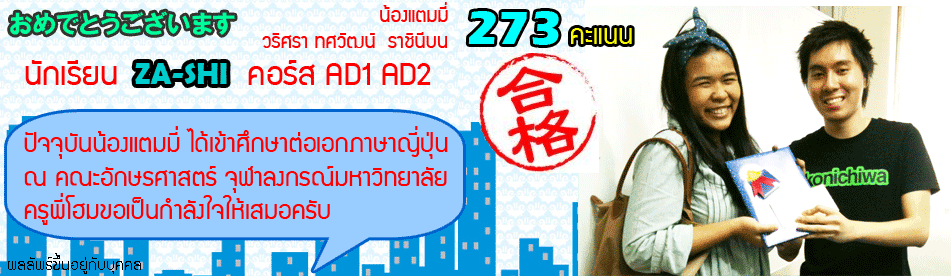 おめでとうございます
น้องแตมมี่
วริศรา ทศวัฒน์ ราชินีบน
273 คะแนน
นักเรียน ZA-SHI คอร์ส AD1 AD2
合格
ปัจจุบันน้องแตมมี่ ได้เข้าศึกษาต่อเอกภาษาญี่ปุ่น
ณ คณะอักษรศาสตร์ จุฬาลงกรณ์มหาวิทยาลัย
ครูพี่โฮมขอเป็นกำลังใจให้เสมอครับ
konichiwa
ผลลัพธ์ขึ้นอยู่กับบุคคล